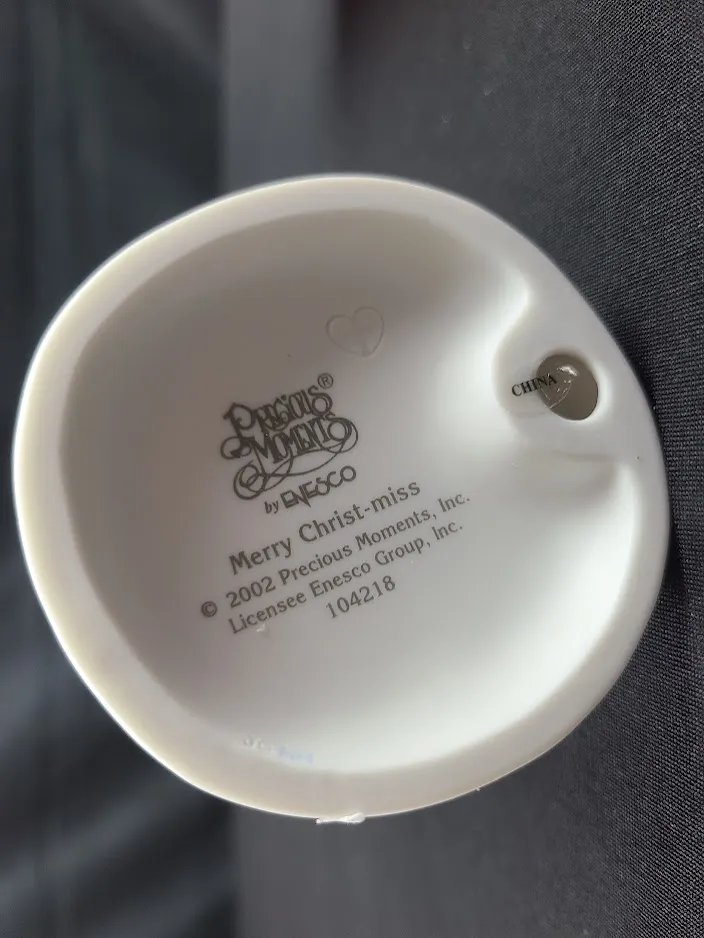 PRECIOUS®
MOMENTS
by ENESCO
Merry Christ-miss
© 2002 Precious Moments, Inc.
Licensee Enesco Group, Inc.
104218
CHINA